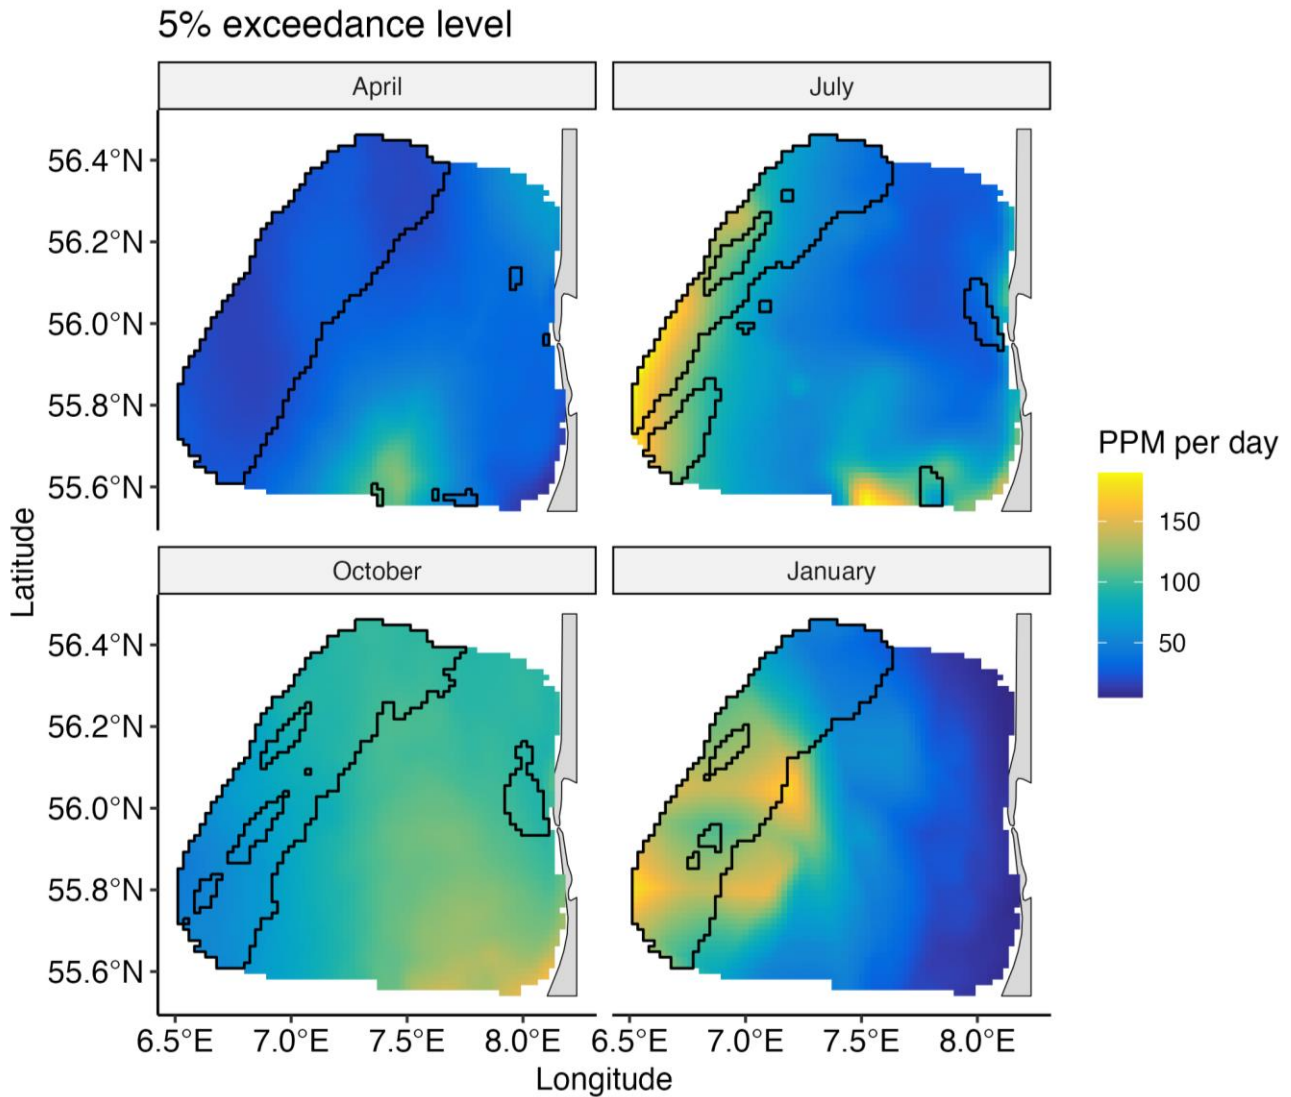 5% exceedance level
April
July
56.4°N
56.2°N
56.0°N
55.8°N
55.6°N
October
January
56.4°N
56.2°N
56.0°N
55.8°N
55.6°N
6.5°E 7.0°E 7.5°E 8.0°E
6.5°E 7.0°E 7.5°E 8.0°E
Longitude
Latitude
PPM per day
150
100
50